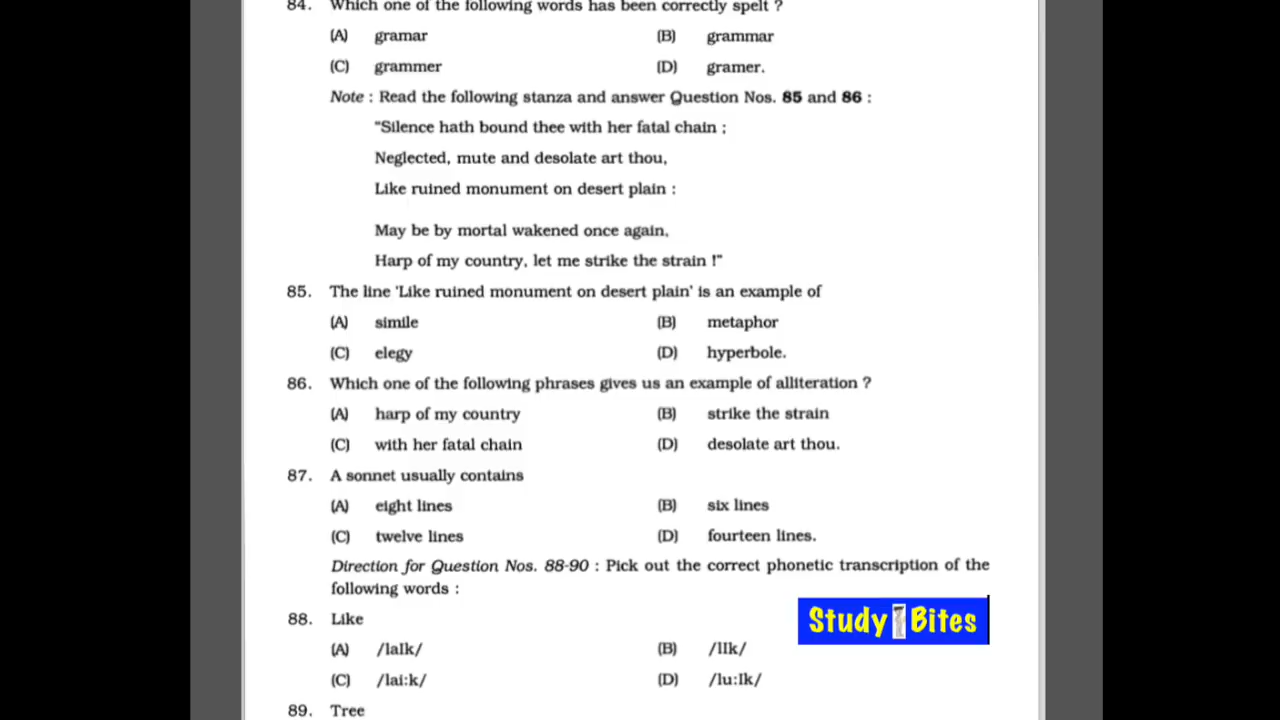 84. Which one of the following words has been correctly spelt ?
(A) gramar (B) grammar
(C) grammer (D) gramer.
Note : Read the following stanza and answer Question Nos. 85 and 86 :
"Silence hath bound thee with her fatal chain ;
Neglected, mute and desolate art thou,
Like ruined monument on desert plain :
May be by mortal wakened once again,
Harp of my country, let me strike the strain !"
85. The line 'Like ruined monument on desert plain' is an example of
(A) simile (B) metaphor
(C) elegy (D) hyperbole.
86. Which one of the following phrases gives us an example of alliteration ?
(A) harp of my country (B) strike the strain
(C) with her fatal chain (D) desolate art thou.
87. A sonnet usually contains
(A) eight lines (B) six lines
(C) twelve lines (D) fourteen lines.
Direction for Question Nos. 88-90 : Pick out the correct phonetic transcription of the
following words :
88. Like
(A) /laIk/ (B) /lIk/
(C) /lai:k/ (D) /lu:Ik/
Study Bites
89. Tree